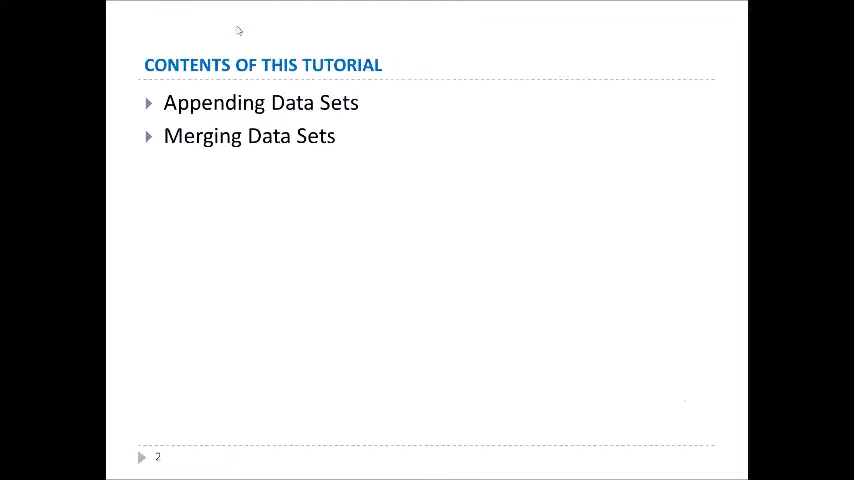 CONTENTS OF THIS TUTORIAL
Appending Data Sets
Merging Data Sets
2